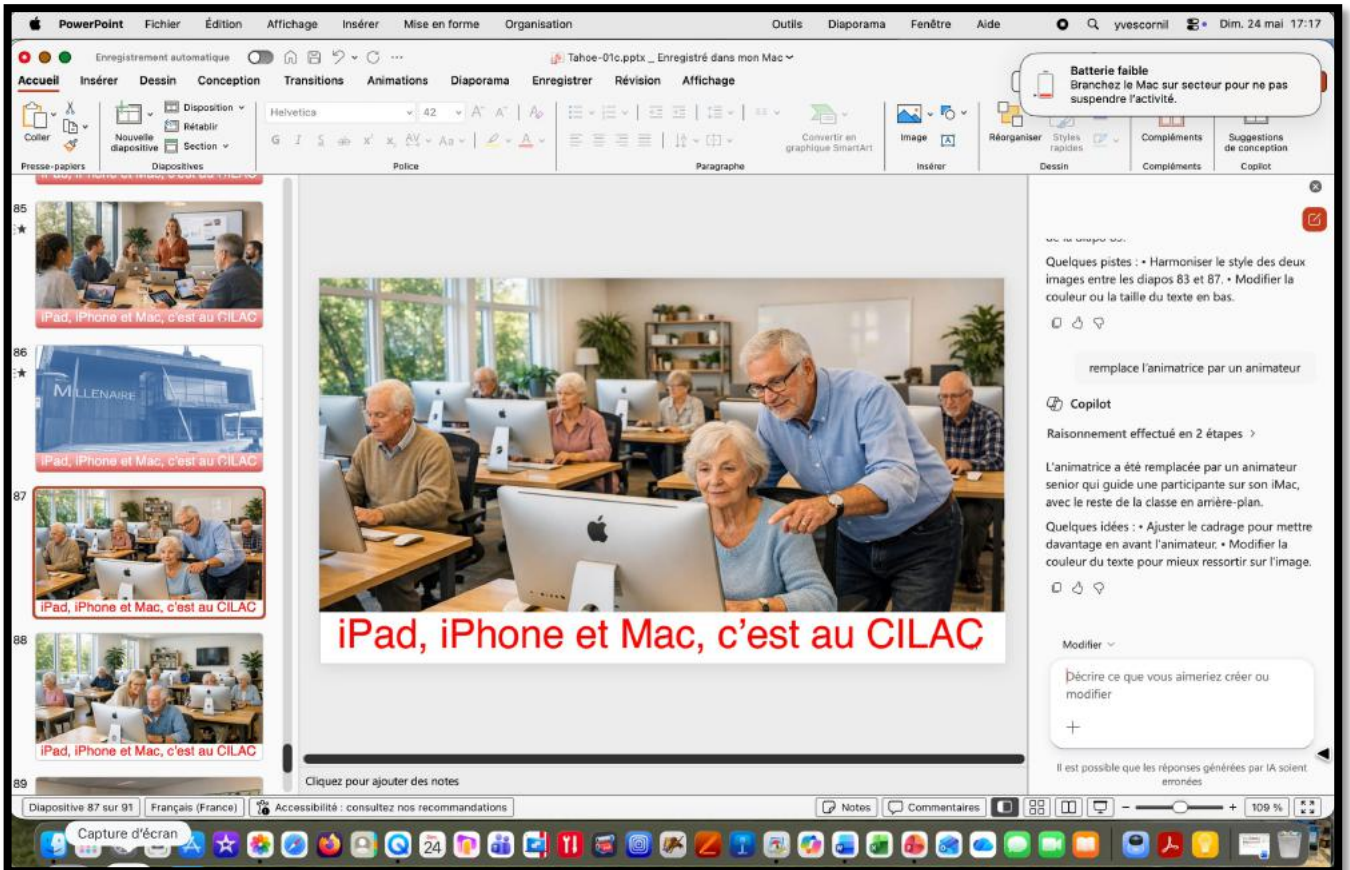 PowerPoint Fichier Édition Affichage Insérer Mise en forme Organisation Outils Diaporama Fenêtre Aide yvescornil Dim. 24 mai 17:17
Enregistrement automatique Tahoe-01c.pptx _ Enregistré dans mon Mac
Batterie faible
Branchez le Mac sur secteur pour ne pas
suspendre l'activité.
Accueil Insérer Dessin Conception Transitions Animations Diaporama Enregistrer Révision Affichage
Coller
Nouvelle
diapositive
Disposition
Rétablir
Section
Helvetica 42
G I S ab x² x₂ AV Aa A
Convertir en
graphique SmartArt
Image
Réorganiser
Styles
rapides
Compléments
Suggestions
de conception
Presse-papiers Diapositives Police Paragraphe Insérer Dessin Compléments Copilot
85
iPad, iPhone et Mac, c'est au CILAC
86
MILLENAIRE
iPad, iPhone et Mac, c'est au CILAC
87
iPad, iPhone et Mac, c'est au CILAC
88
iPad, iPhone et Mac, c'est au CILAC
89
iPad, iPhone et Mac, c'est au CILAC
Quelques pistes : • Harmoniser le style des deux
images entre les diapos 83 et 87. • Modifier la
couleur ou la taille du texte en bas.
remplace l'animatrice par un animateur
Copilot
Raisonnement effectué en 2 étapes >
L'animatrice a été remplacée par un animateur
senior qui guide une participante sur son iMac,
avec le reste de la classe en arrière-plan.
Quelques idées : • Ajuster le cadrage pour mettre
davantage en avant l'animateur. • Modifier la
couleur du texte pour mieux ressortir sur l'image.
Modifier
Décrire ce que vous aimeriez créer ou
modifier
Il est possible que les réponses générées par IA soient
erronées
Cliquez pour ajouter des notes
Diapositive 87 sur 91 Français (France) Accessibilité : consultez nos recommandations Notes Commentaires 109 %
Capture d'écran
24